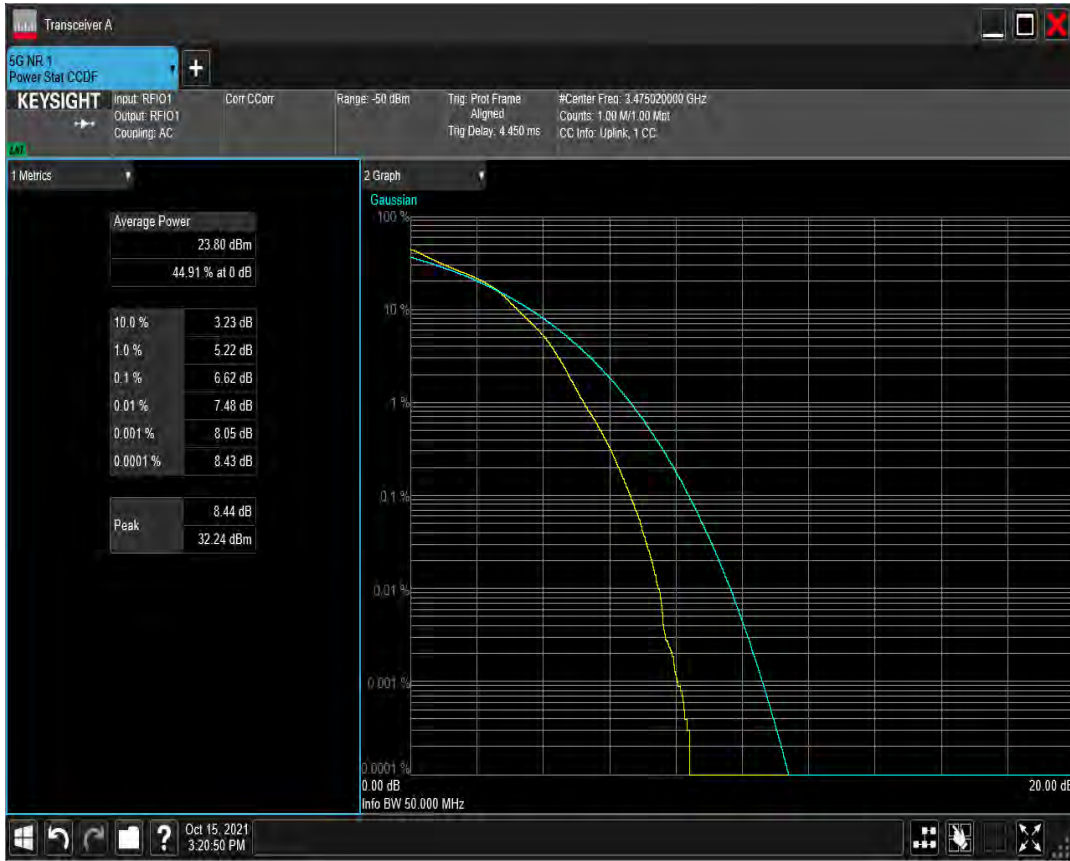 Transceiver A
5G NR 1
Power Stat CCDF
+
KEYSIGHT
Input: RFIO1
Output: RFIO1
Coupling: AC
Corr CCorr
Range: -50 dBm
Trig: Prot Frame
Aligned
Trig Delay: 4.450 ms
#Center Freq: 3.475020000 GHz
Counts: 1.00 M/1.00 Mpt
CC Info: Uplink, 1 CC
1 Metrics
Average Power
23.80 dBm
44.91 % at 0 dB
10.0 % 3.23 dB
1.0 % 5.22 dB
0.1 % 6.62 dB
0.01 % 7.48 dB
0.001 % 8.05 dB
0.0001 % 8.43 dB
Peak 8.44 dB
32.24 dBm
2 Graph
Gaussian
100 %
10 %
1 %
0.1 %
0.01 %
0.001 %
0.0001 %
0.00 dB
20.00 dB
Info BW 50.000 MHz
?
Oct 15, 2021
3:20:50 PM